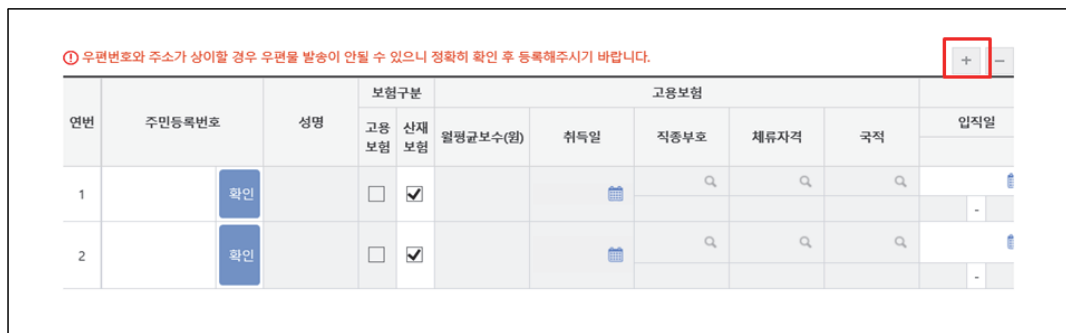 ! 우편번호와 주소가 상이할 경우 우편물 발송이 안될 수 있으니 정확히 확인 후 등록해주시기 바랍니다.
+ -
연번 주민등록번호 성명 보험구분 고용보험 입직일
고용보험 산재보험 월평균보수(원) 취득일 직종부호 체류자격 국적
1 확인
-
2 확인
-